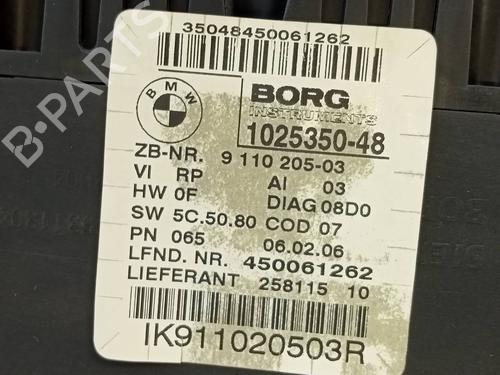 35048450061262
BMW
BORG
INSTRUMENTS
1025350-48
ZB-NR. 9 110 205-03
VI RP AI 03
HW 0F DIAG 08D0
SW 5C.50.80 COD 07
PN 065 06.02.06
LFND. NR. 450061262
LIEFERANT 258115 10
IK911020503R